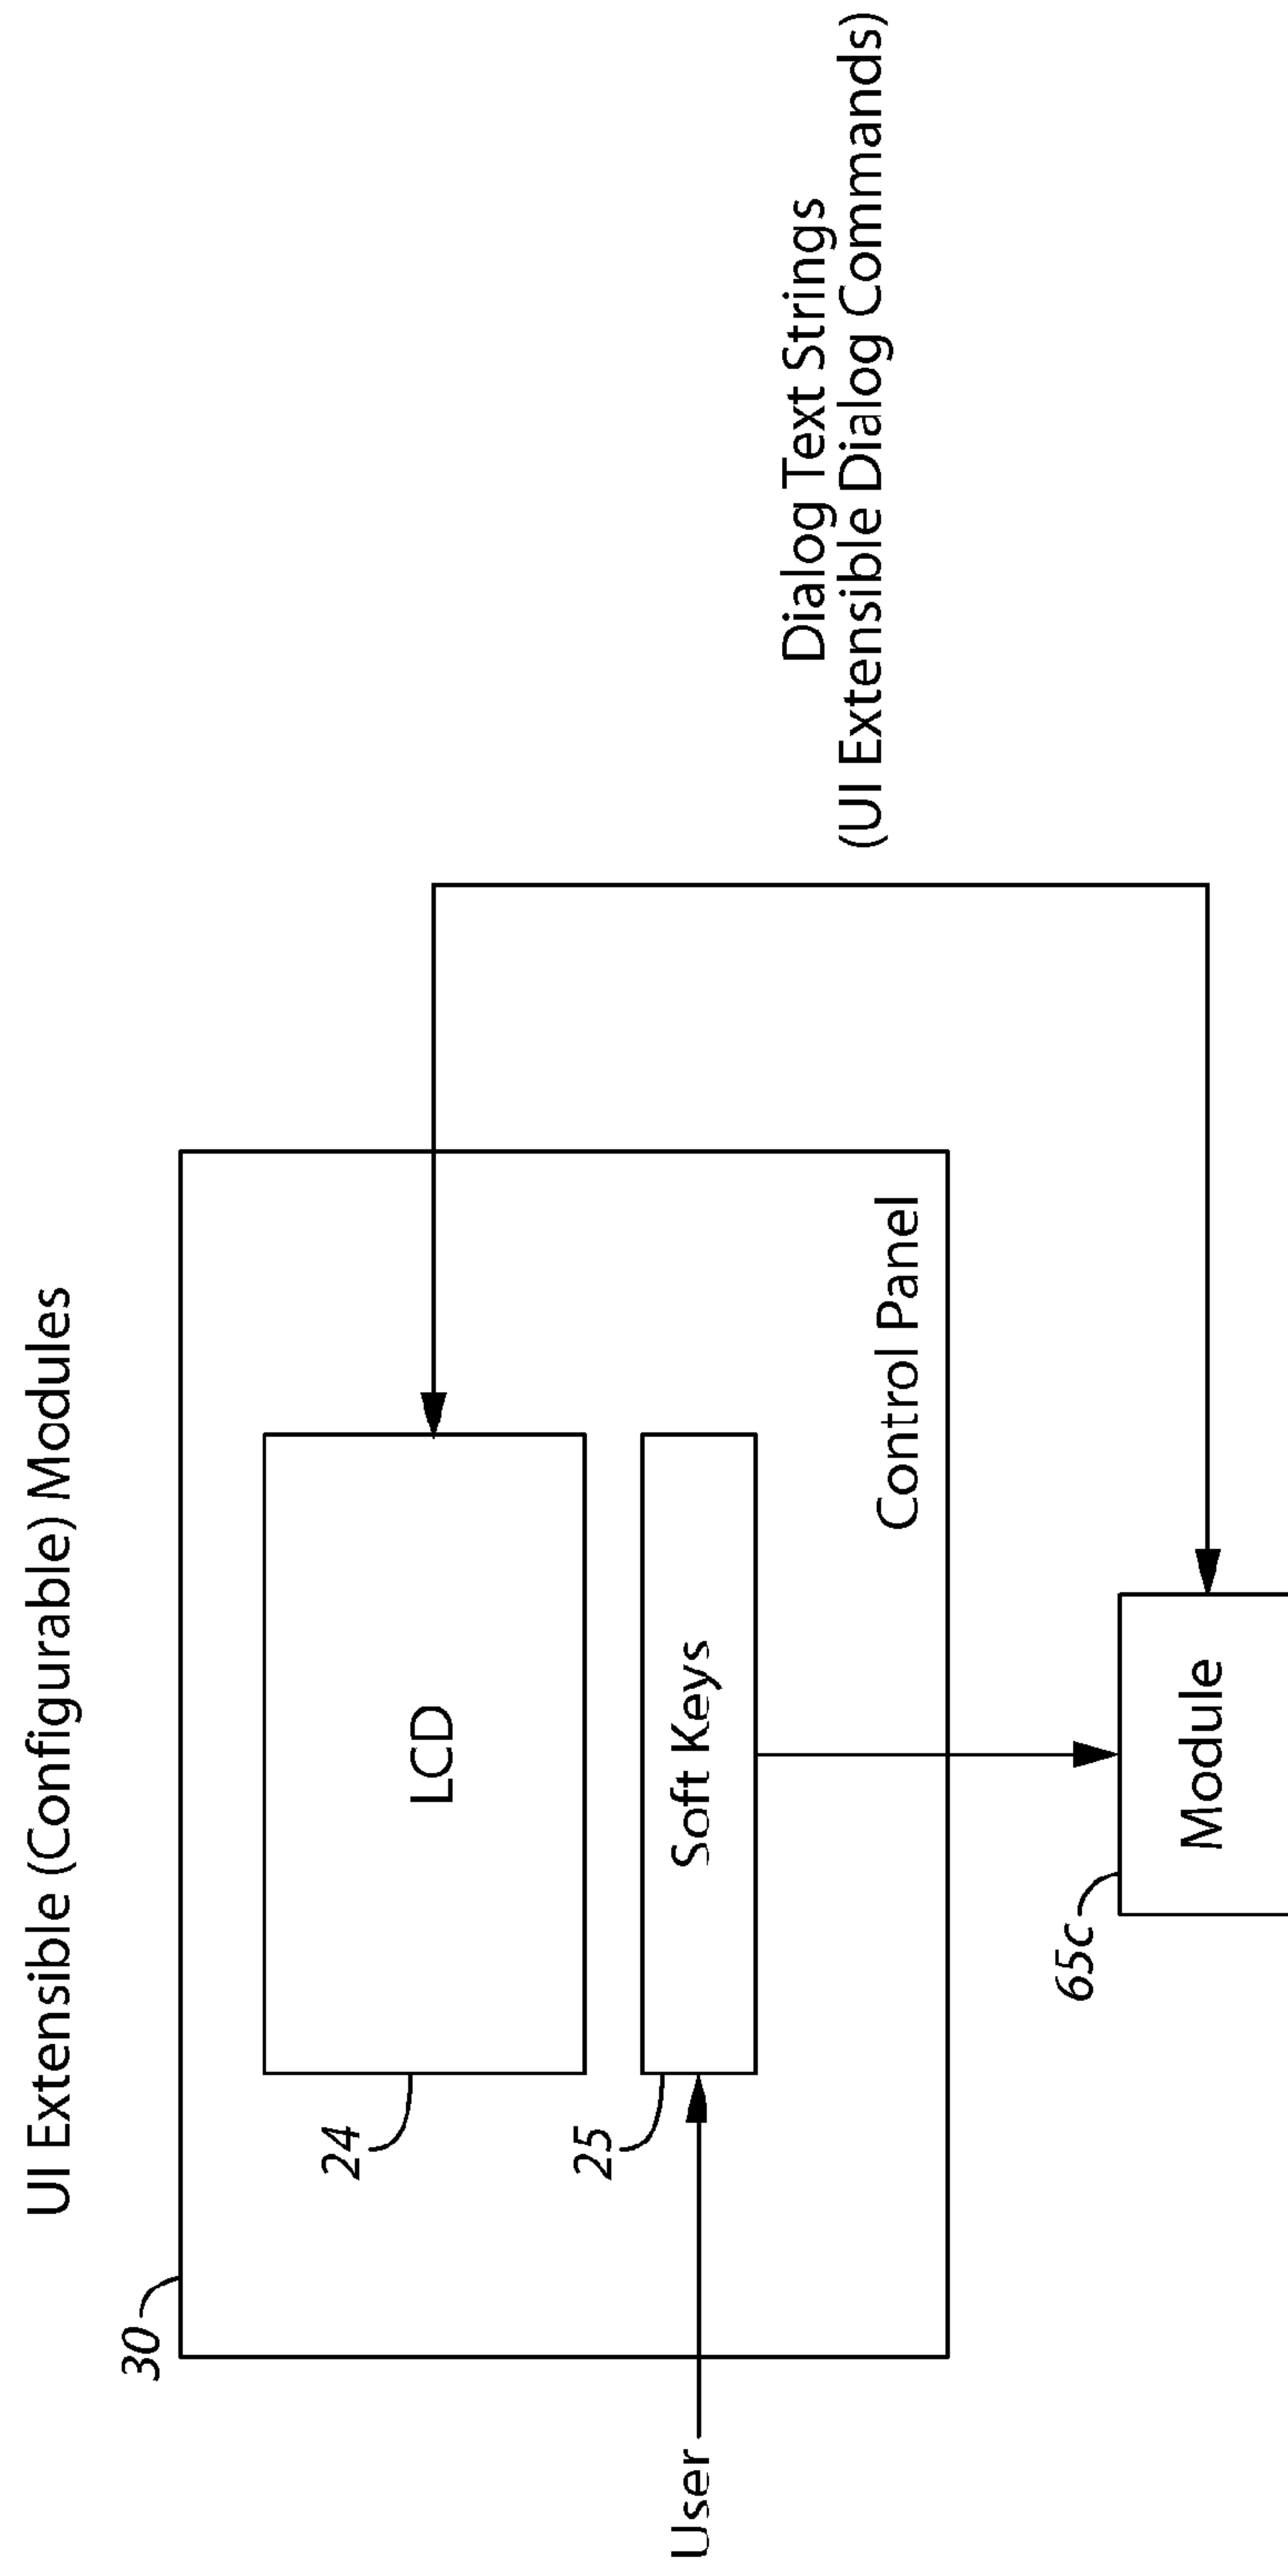 UI Extensible (Configurable) Modules
30
24
LCD
25
Soft Keys
User
Control Panel
Dialog Text Strings
(UI Extensible Dialog Commands)
65c
Module